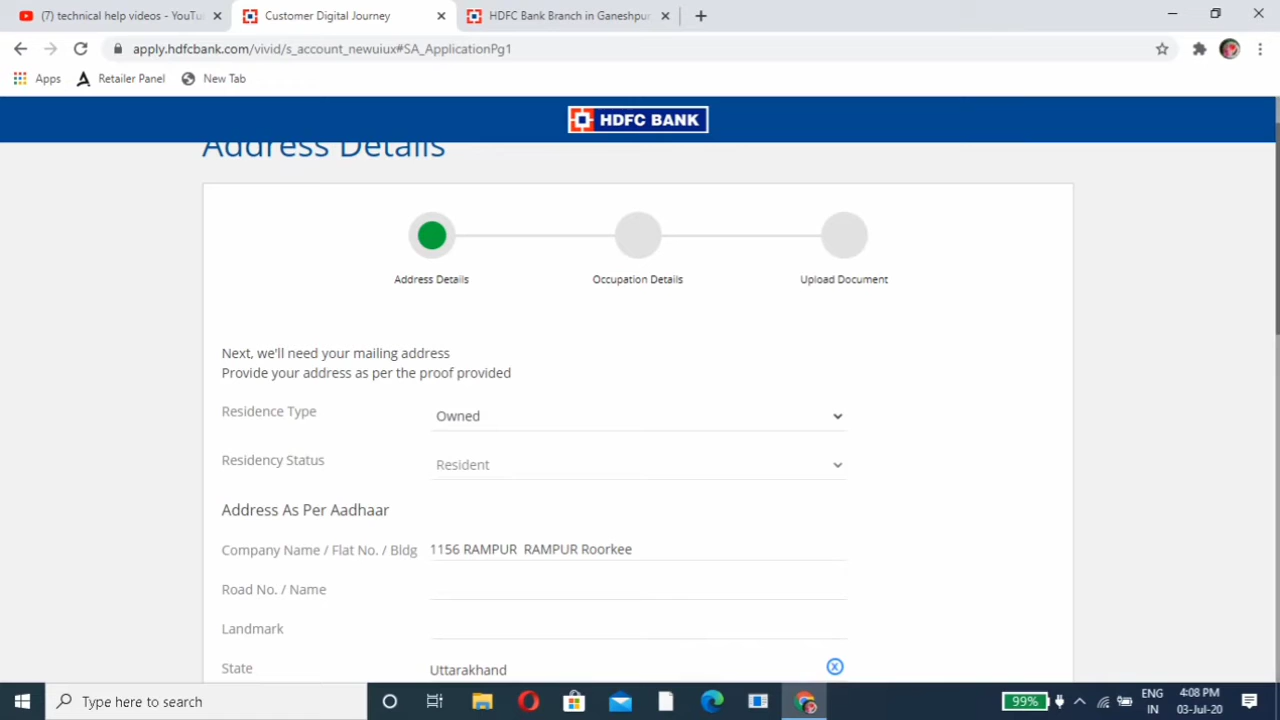 (7) technical help videos - YouTu
Customer Digital Journey
HDFC Bank Branch in Ganeshpur
apply.hdfcbank.com/vivid/s_account_newuiux#SA_ApplicationPg1
Apps
Retailer Panel
New Tab
HDFC BANK
Address Details
Address Details
Occupation Details
Upload Document
Next, we'll need your mailing address
Provide your address as per the proof provided
Residence Type
Owned
Residency Status
Resident
Address As Per Aadhaar
Company Name / Flat No. / Bldg
1156 RAMPUR  RAMPUR Roorkee
Road No. / Name
Landmark
State
Uttarakhand
Type here to search
99%
ENG
IN
4:08 PM
03-Jul-20